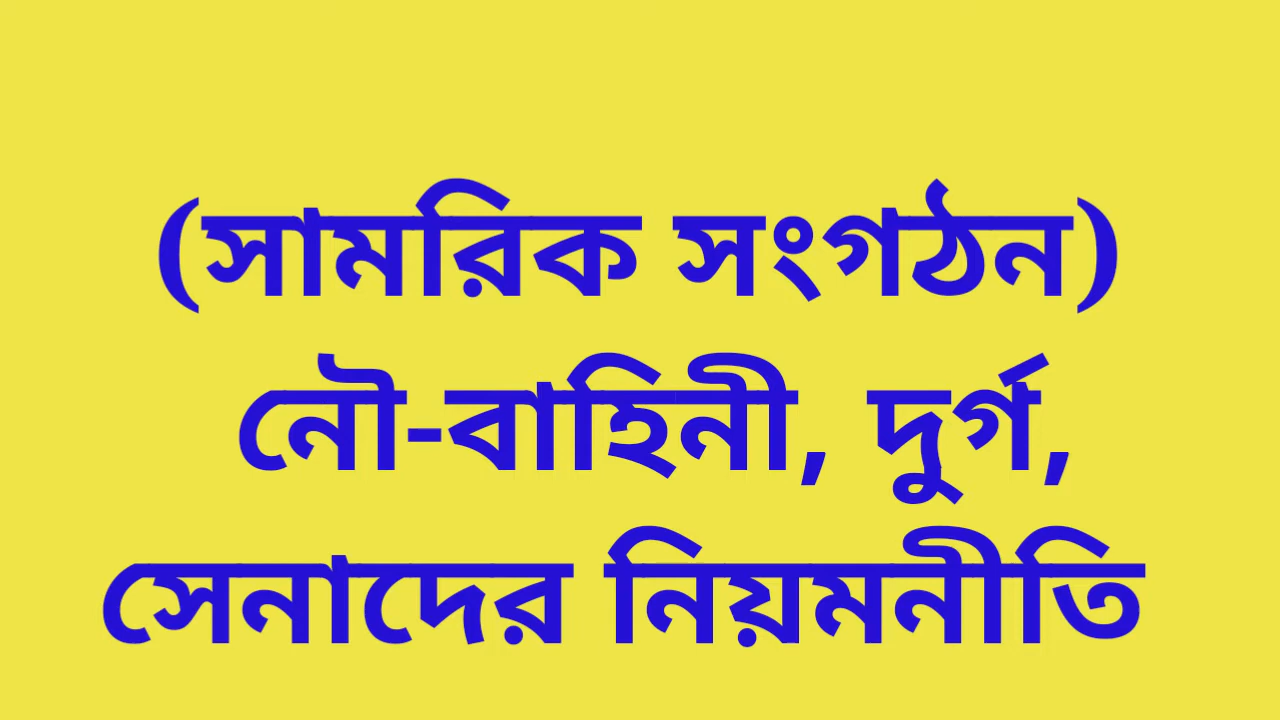 (সামরিক সংগঠন)
নৌ-বাহিনী, দুর্গ,
সেনাদের নিয়মনীতি